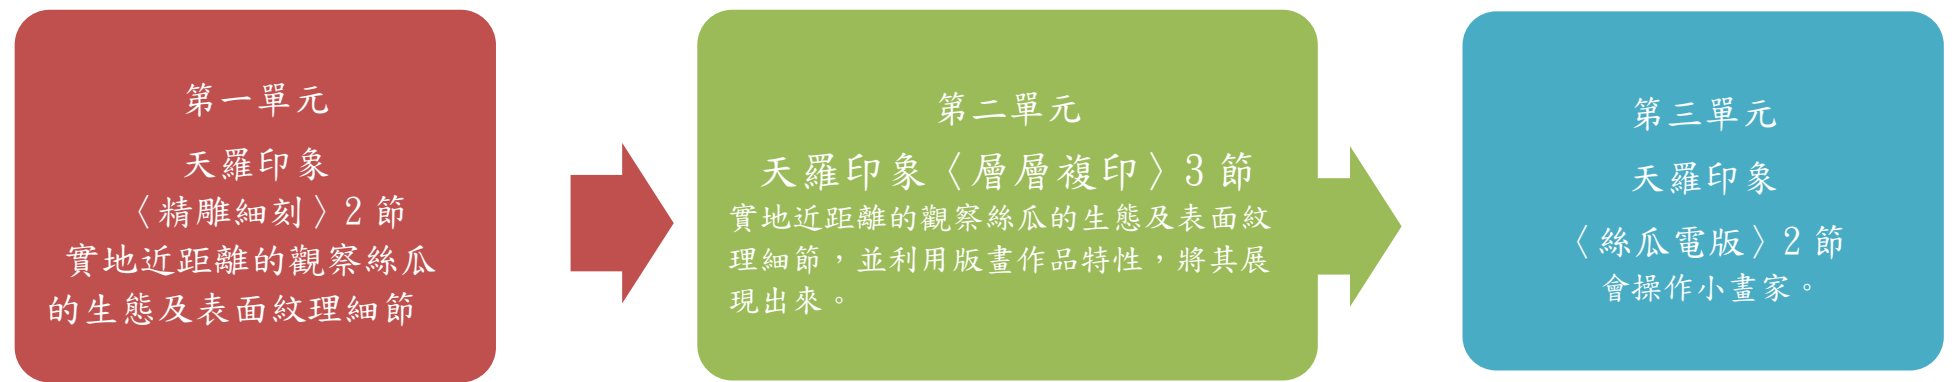 第一單元
天羅印象
〈精雕細刻〉2 節
實地近距離的觀察絲瓜
的生態及表面紋理細節
第二單元
天羅印象〈層層複印〉3 節
實地近距離的觀察絲瓜的生態及表面紋
理細節，並利用版畫作品特性，將其展
現出來。
第三單元
天羅印象
〈絲瓜電版〉2 節
會操作小畫家。